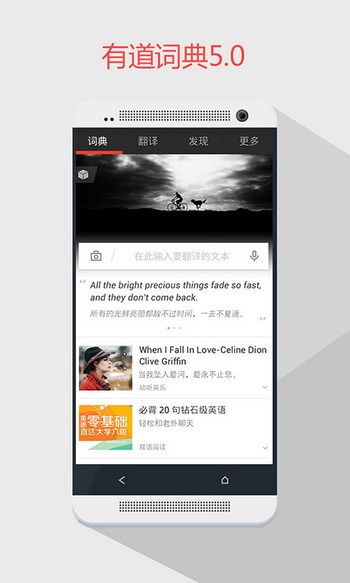 有道词典5.0
词典 翻译 发现 更多
在此输入要翻译的文本
“ All the bright precious things fade so fast,
and they don't come back. ”
所有的光鲜亮丽都敌不过时间，一去不复返。
When I Fall In Love-Celine Dion
Clive Griffin
当我坠入爱河，爱永不止息。
动听英乐
英语零基础
直达大学六级
必背 20 句钻石级英语
轻松和老外聊天
双语阅读